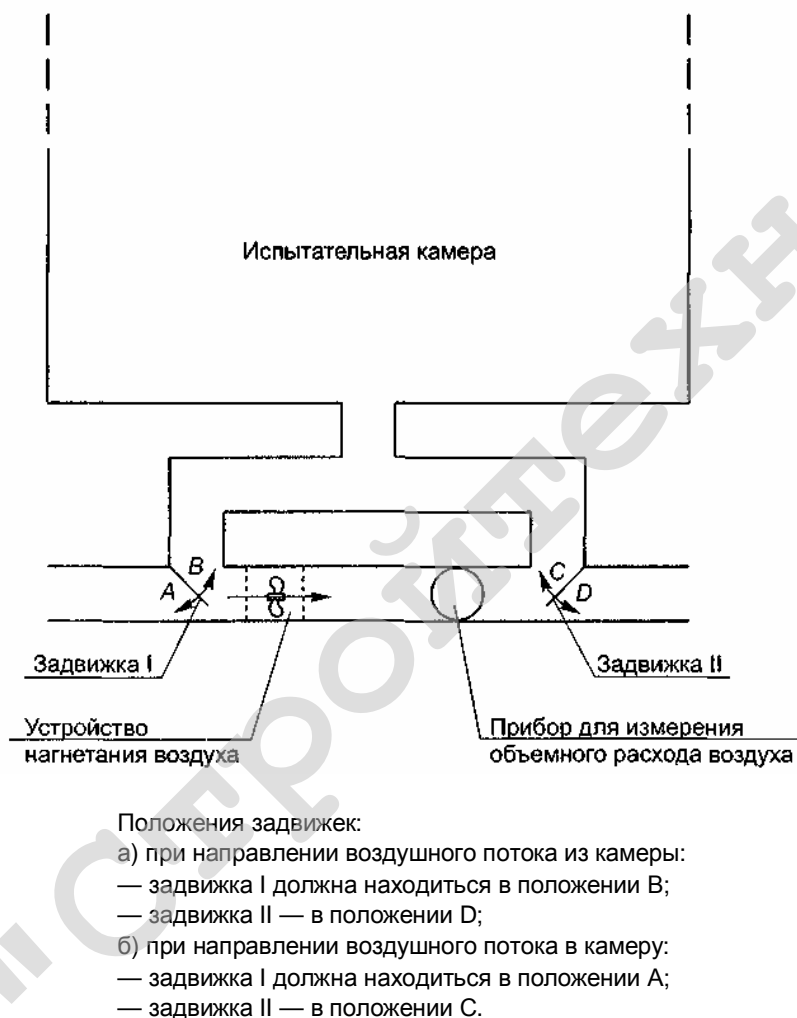 Испытательная камера
B
A
C
D
Задвижка I
Задвижка II
Устройство
нагнетания воздуха
Прибор для измерения
объемного расхода воздуха
Положения задвижек:
а) при направлении воздушного потока из камеры:
— задвижка I должна находиться в положении В;
— задвижка II — в положении D;
б) при направлении воздушного потока в камеру:
— задвижка I должна находиться в положении А;
— задвижка II — в положении С.
"Стройтехн